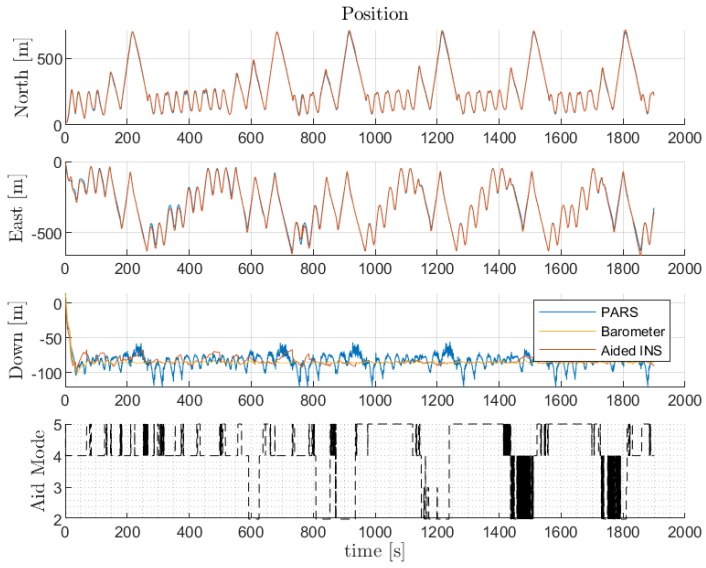 Position
North [m]
500
0
0 200 400 600 800 1000 1200 1400 1600 1800 2000
East [m]
0
-500
0 200 400 600 800 1000 1200 1400 1600 1800 2000
Down [m]
0
-50
-100
PARS
Barometer
Aided INS
0 200 400 600 800 1000 1200 1400 1600 1800 2000
Aid Mode
5
4
3
2
0 200 400 600 800 1000 1200 1400 1600 1800 2000
time [s]